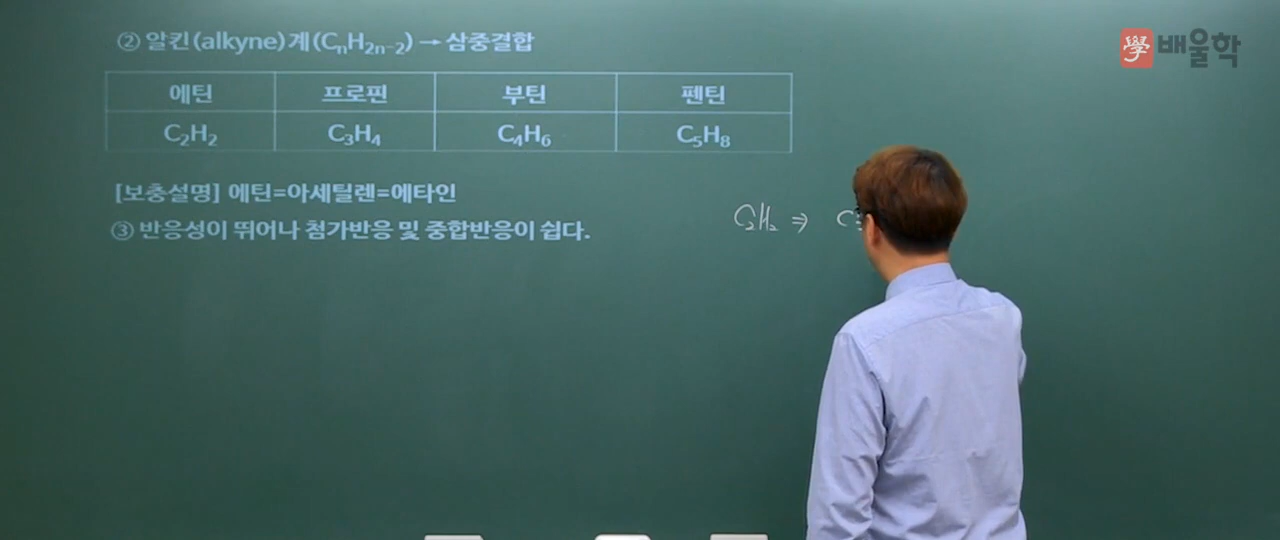 ② 알킨(alkyne)계(CₙH₂ₙ₋₂) → 삼중결합
學 배울학
에틴 프로핀 부틴 펜틴
C₂H₂ C₃H₄ C₄H₆ C₅H₈
[보충설명] 에틴=아세틸렌=에타인
C₂H₂ ⇒ C
③ 반응성이 뛰어나 첨가반응 및 중합반응이 쉽다.